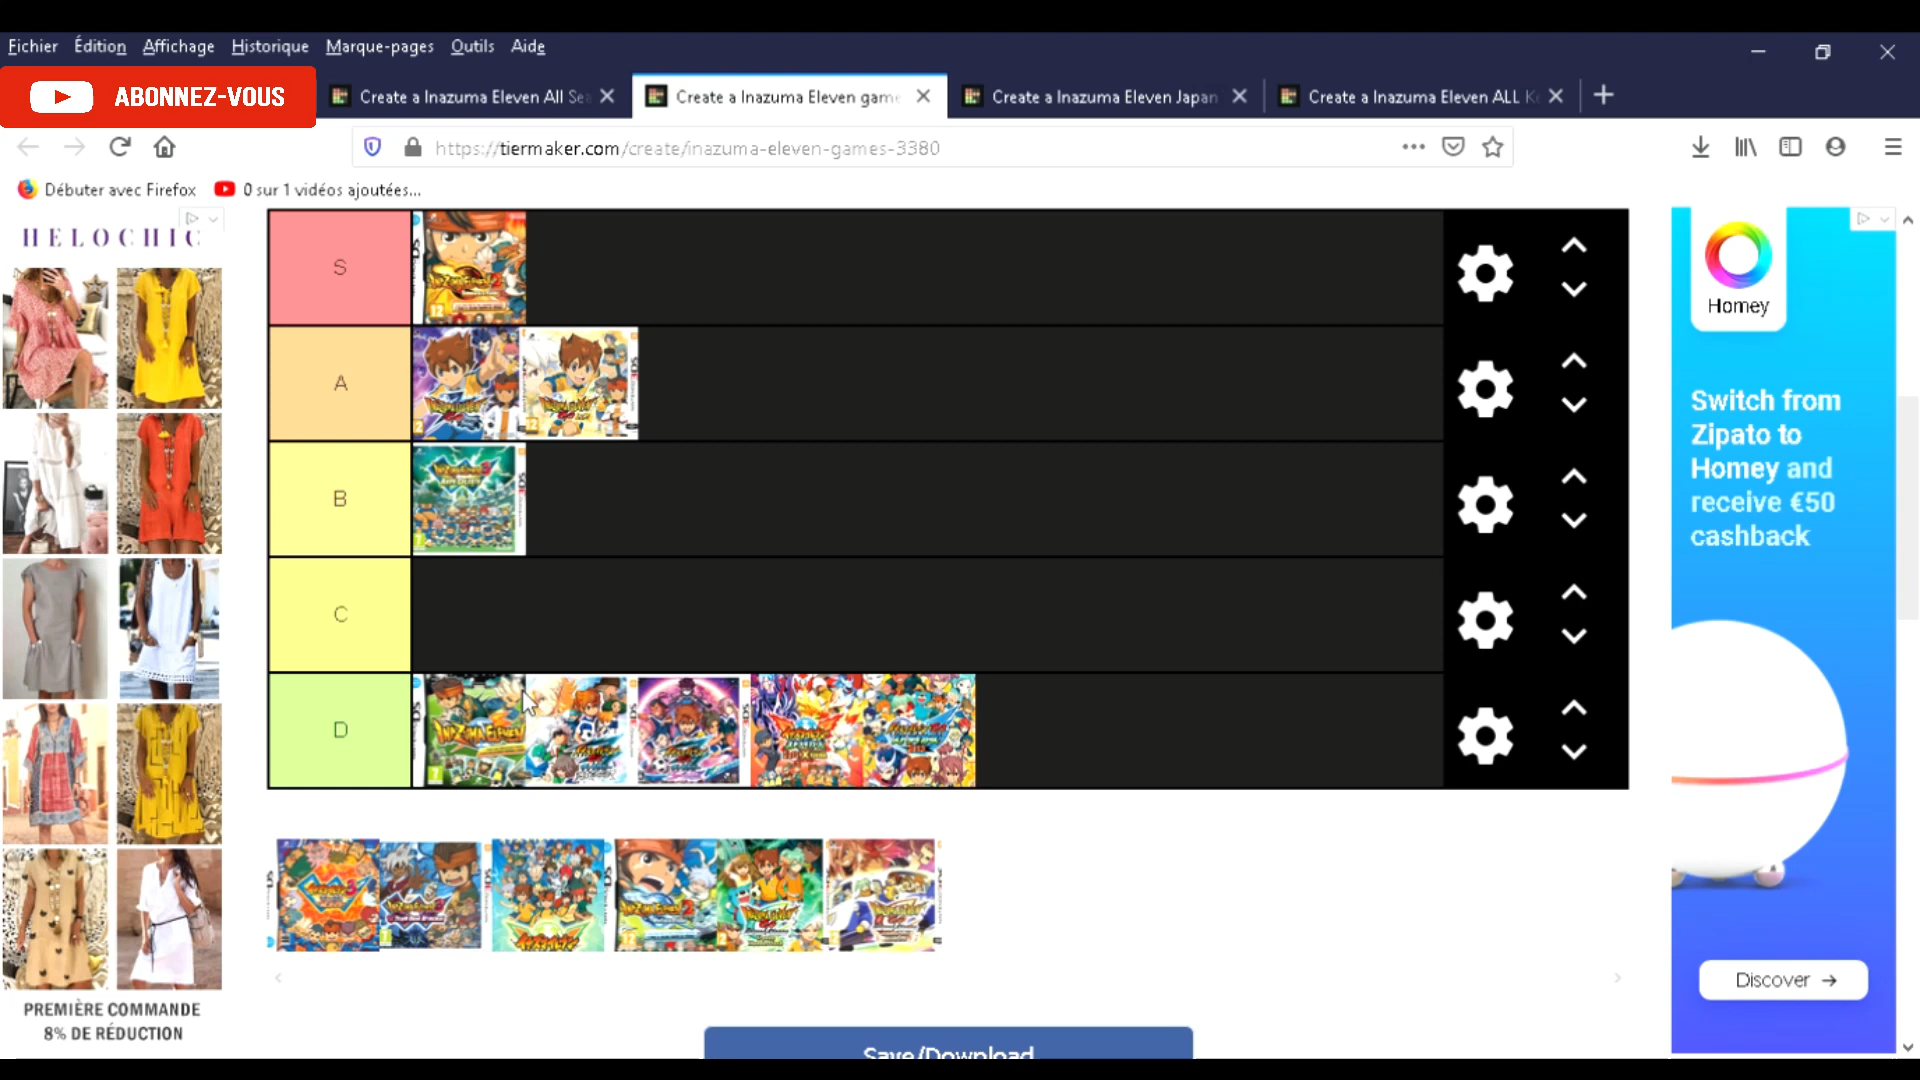 Fichier Édition Affichage Historique Marque-pages Outils Aide
ABONNEZ-VOUS
Create a Inazuma Eleven All Sea
Create a Inazuma Eleven game
Create a Inazuma Eleven Japan
Create a Inazuma Eleven ALL
https://tiermaker.com/create/inazuma-eleven-games-3380
Débuter avec Firefox
0 sur 1 vidéos ajoutées...
HELOCHIC
S
A
B
C
D
Homey
Switch from
Zipato to
Homey and
receive €50
cashback
Discover →
PREMIÈRE COMMANDE
8% DE RÉDUCTION
Save/Download